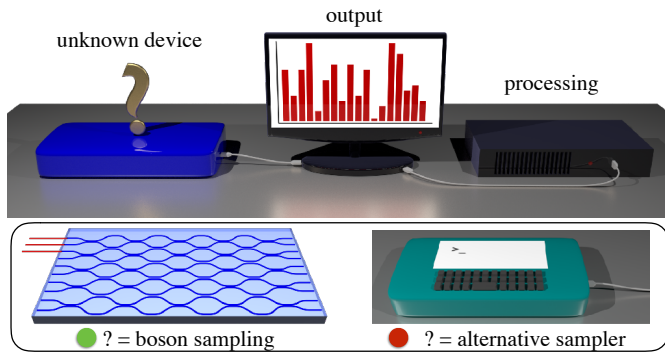 output
unknown device
processing
>_
? = boson sampling
? = alternative sampler